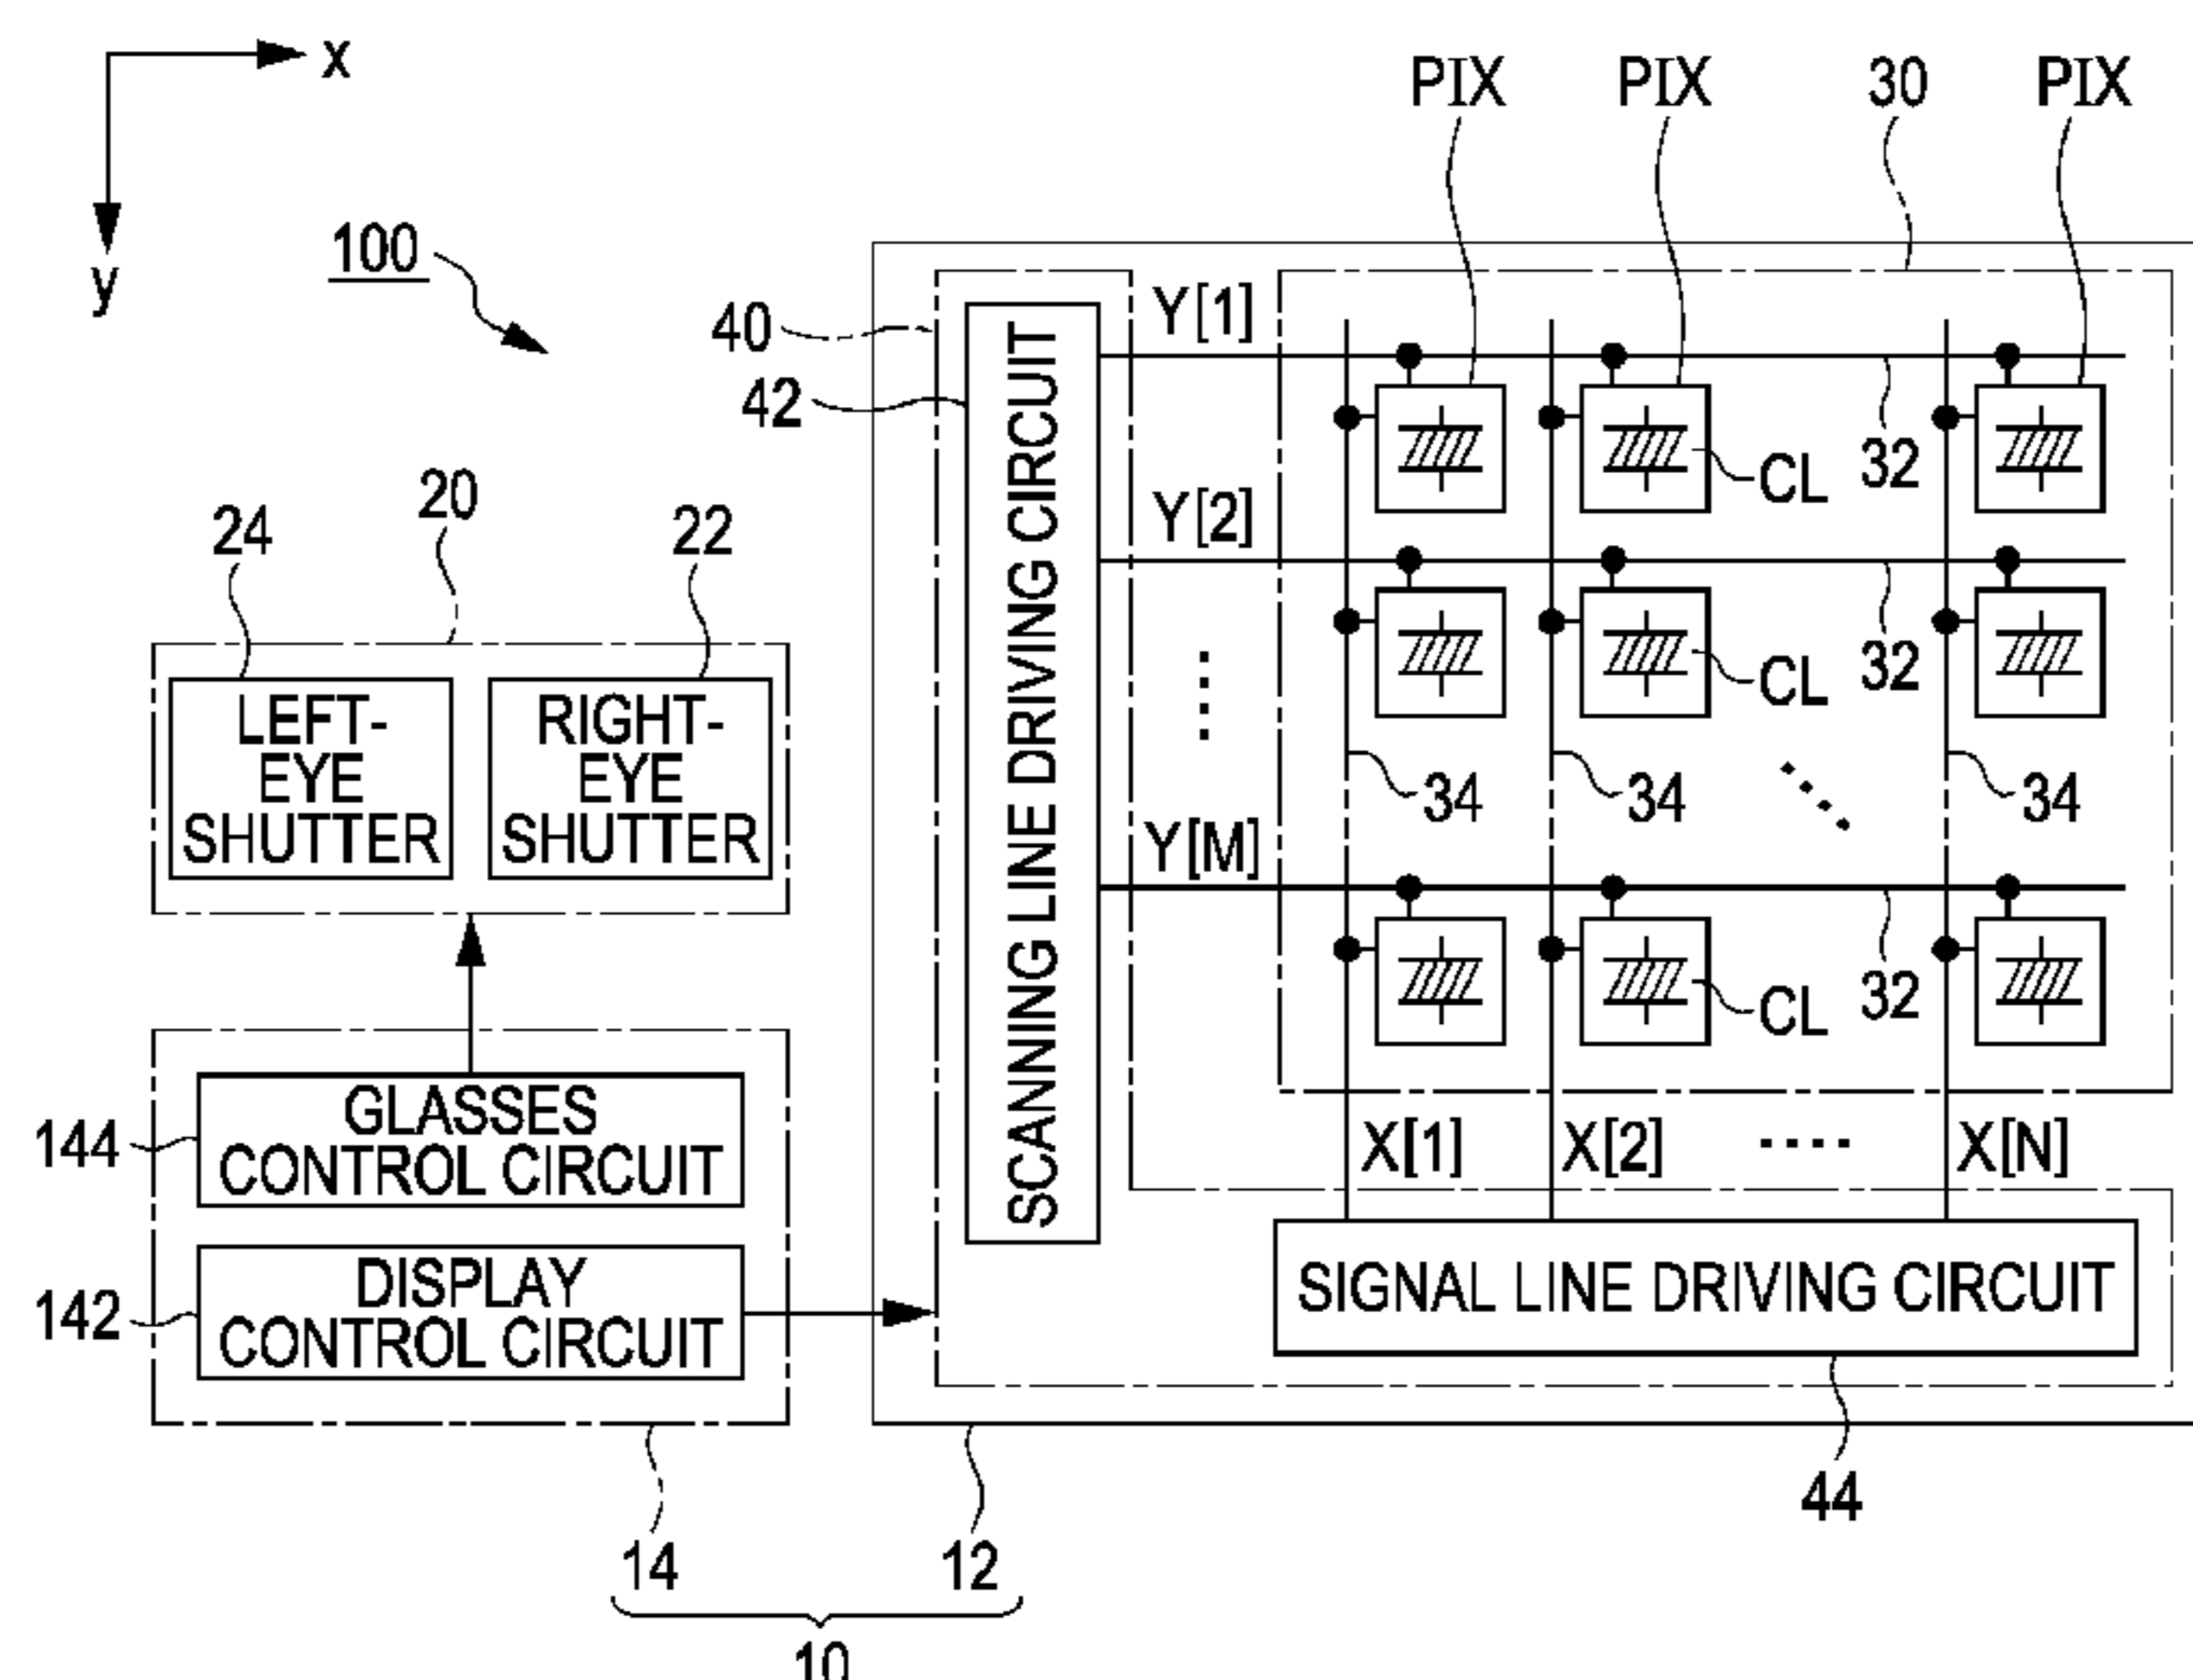 x
y
100
PIX PIX 30 PIX
40
42
SCANNING LINE DRIVING CIRCUIT
Y[1]
32
CL
Y[2]
32
CL
34 34 34
Y[M]
32
CL
X[1] X[2] X[N]
SIGNAL LINE DRIVING CIRCUIT
44
20
24 22
LEFT-
EYE
SHUTTER
RIGHT-
EYE
SHUTTER
144
GLASSES
CONTROL CIRCUIT
142
DISPLAY
CONTROL CIRCUIT
14 12
10